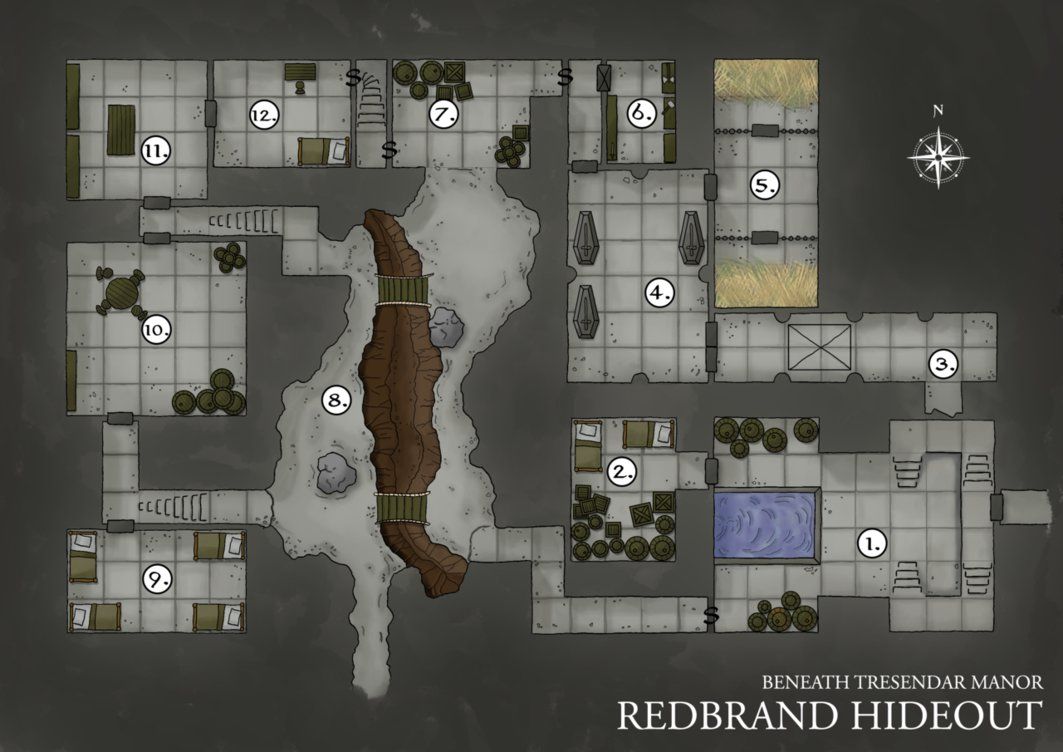 S
S
7.
6.
N
12.
11.
S
5.
4.
10.
3.
8.
2.
1.
9.
S
BENEATH TRESENDAR MANOR
REDBRAND HIDEOUT